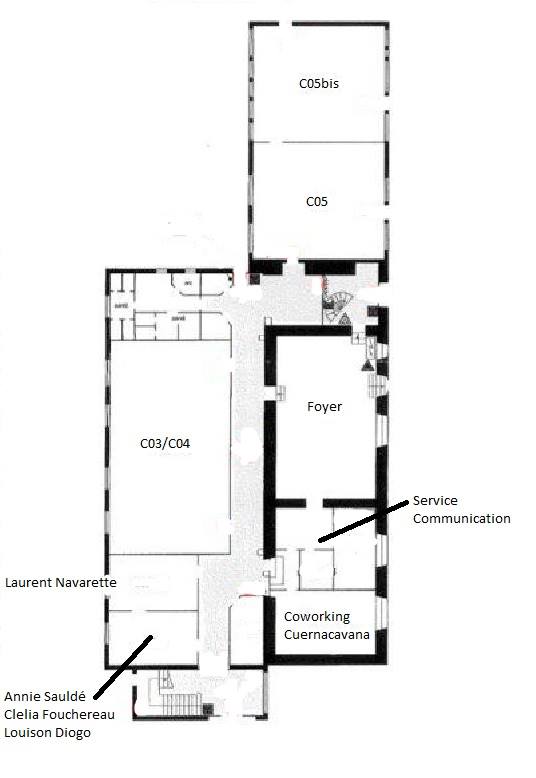 C05bis
C05
C03/C04
Foyer
Service
Communication
Laurent Navarette
Coworking
Cuernacavana
Annie Sauldé
Clelia Fouchereau
Louison Diogo